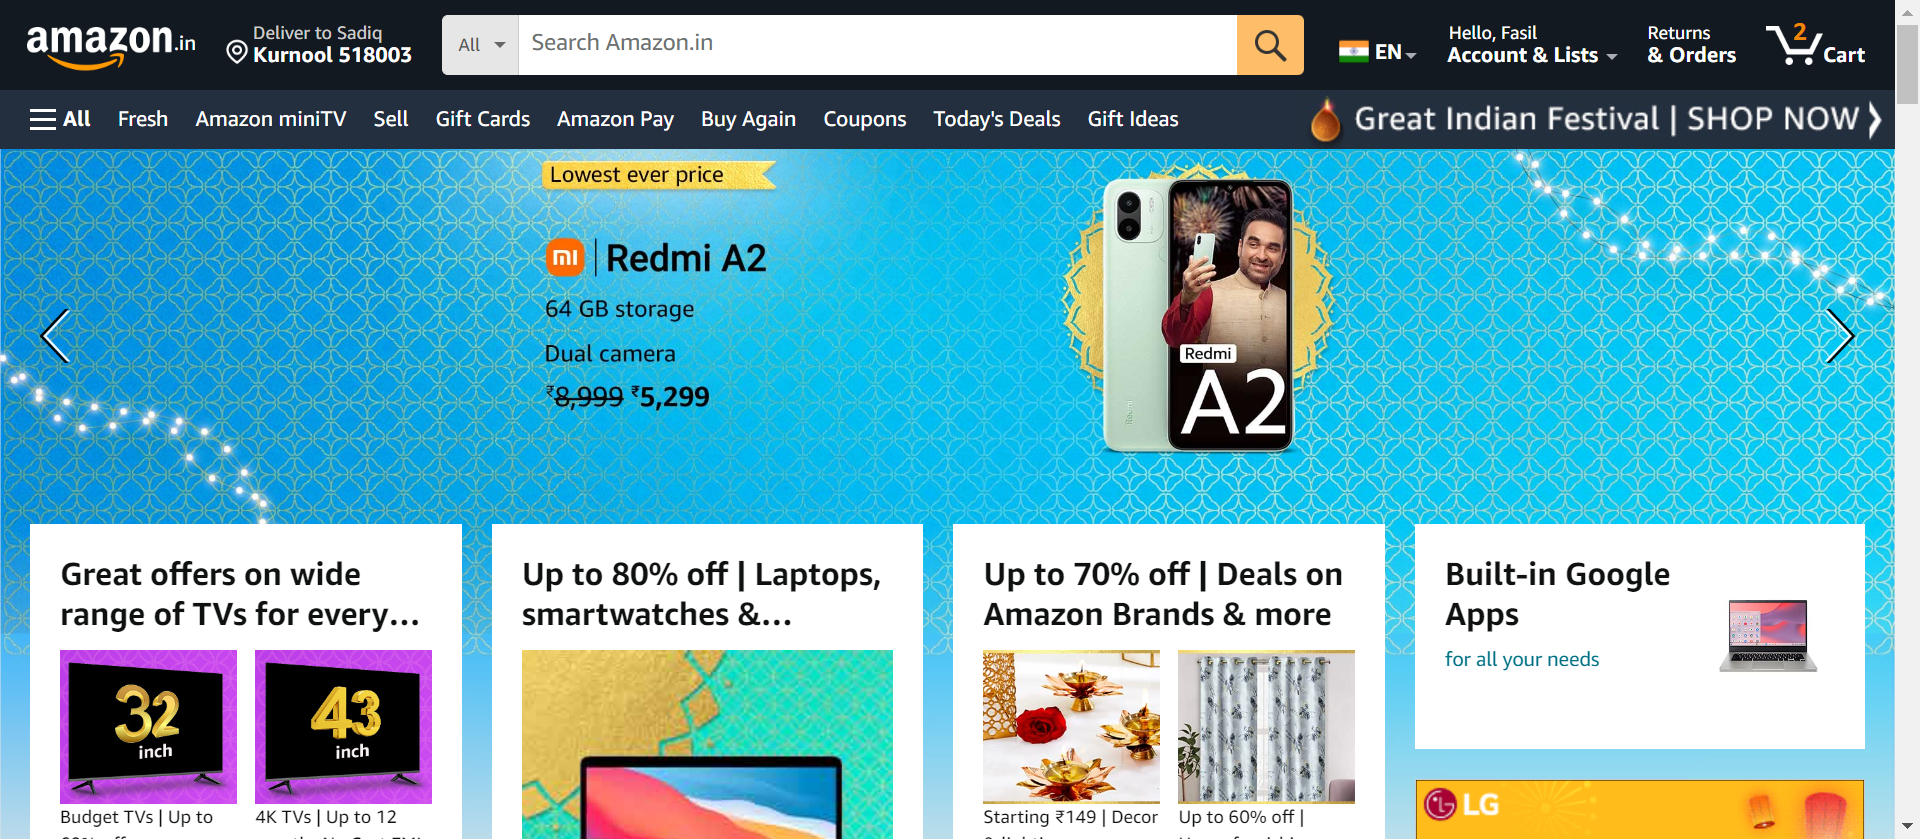 amazon.in
Deliver to Sadiq
Kurnool 518003
All
Search Amazon.in
EN
Hello, Fasil
Account & Lists
Returns
& Orders
2
Cart
All
Fresh
Amazon miniTV
Sell
Gift Cards
Amazon Pay
Buy Again
Coupons
Today's Deals
Gift Ideas
Great Indian Festival | SHOP NOW
Lowest ever price
mi | Redmi A2
64 GB storage
Dual camera
₹8,999 ₹5,299
Redmi
A2
Great offers on wide
range of TVs for every...
32
inch
43
inch
Budget TVs | Up to
4K TVs | Up to 12
Up to 80% off | Laptops,
smartwatches &...
Up to 70% off | Deals on
Amazon Brands & more
Starting ₹149 | Decor
Up to 60% off |
Built-in Google
Apps
for all your needs
LG